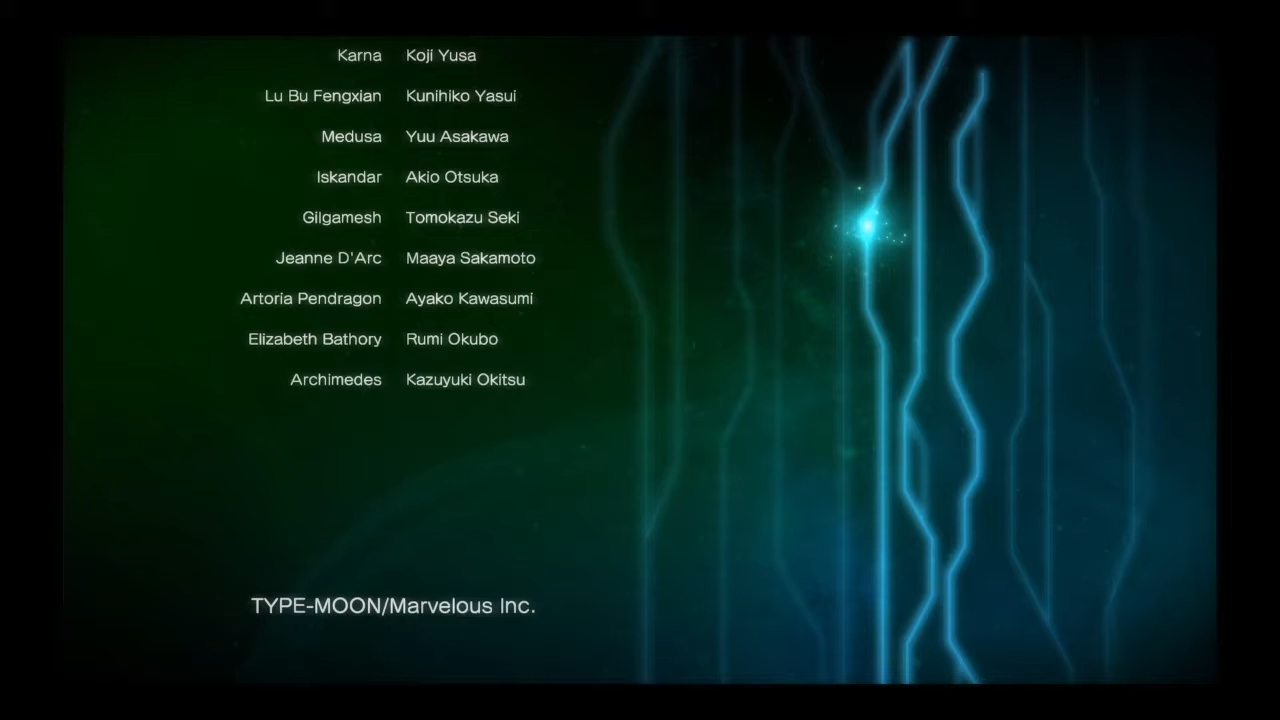 Karna Koji Yusa
Lu Bu Fengxian Kunihiko Yasui
Medusa Yuu Asakawa
Iskandar Akio Otsuka
Gilgamesh Tomokazu Seki
Jeanne D'Arc Maaya Sakamoto
Artoria Pendragon Ayako Kawasumi
Elizabeth Bathory Rumi Okubo
Archimedes Kazuyuki Okitsu
TYPE-MOON/Marvelous Inc.